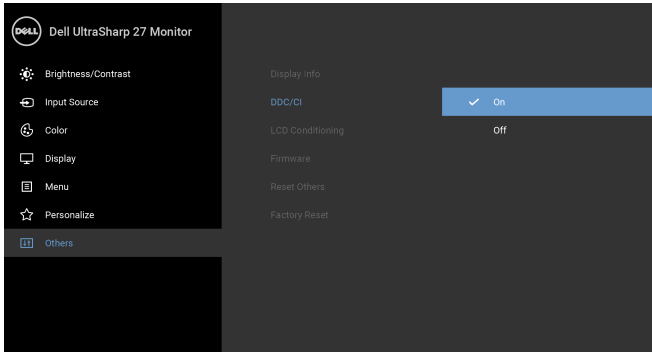 DELL Dell UltraSharp 27 Monitor
Brightness/Contrast
Input Source
Color
Display
Menu
Personalize
Others
Display info
DDC/CI
LCD Conditioning
Firmware
Reset Others
Factory Reset
On
Off